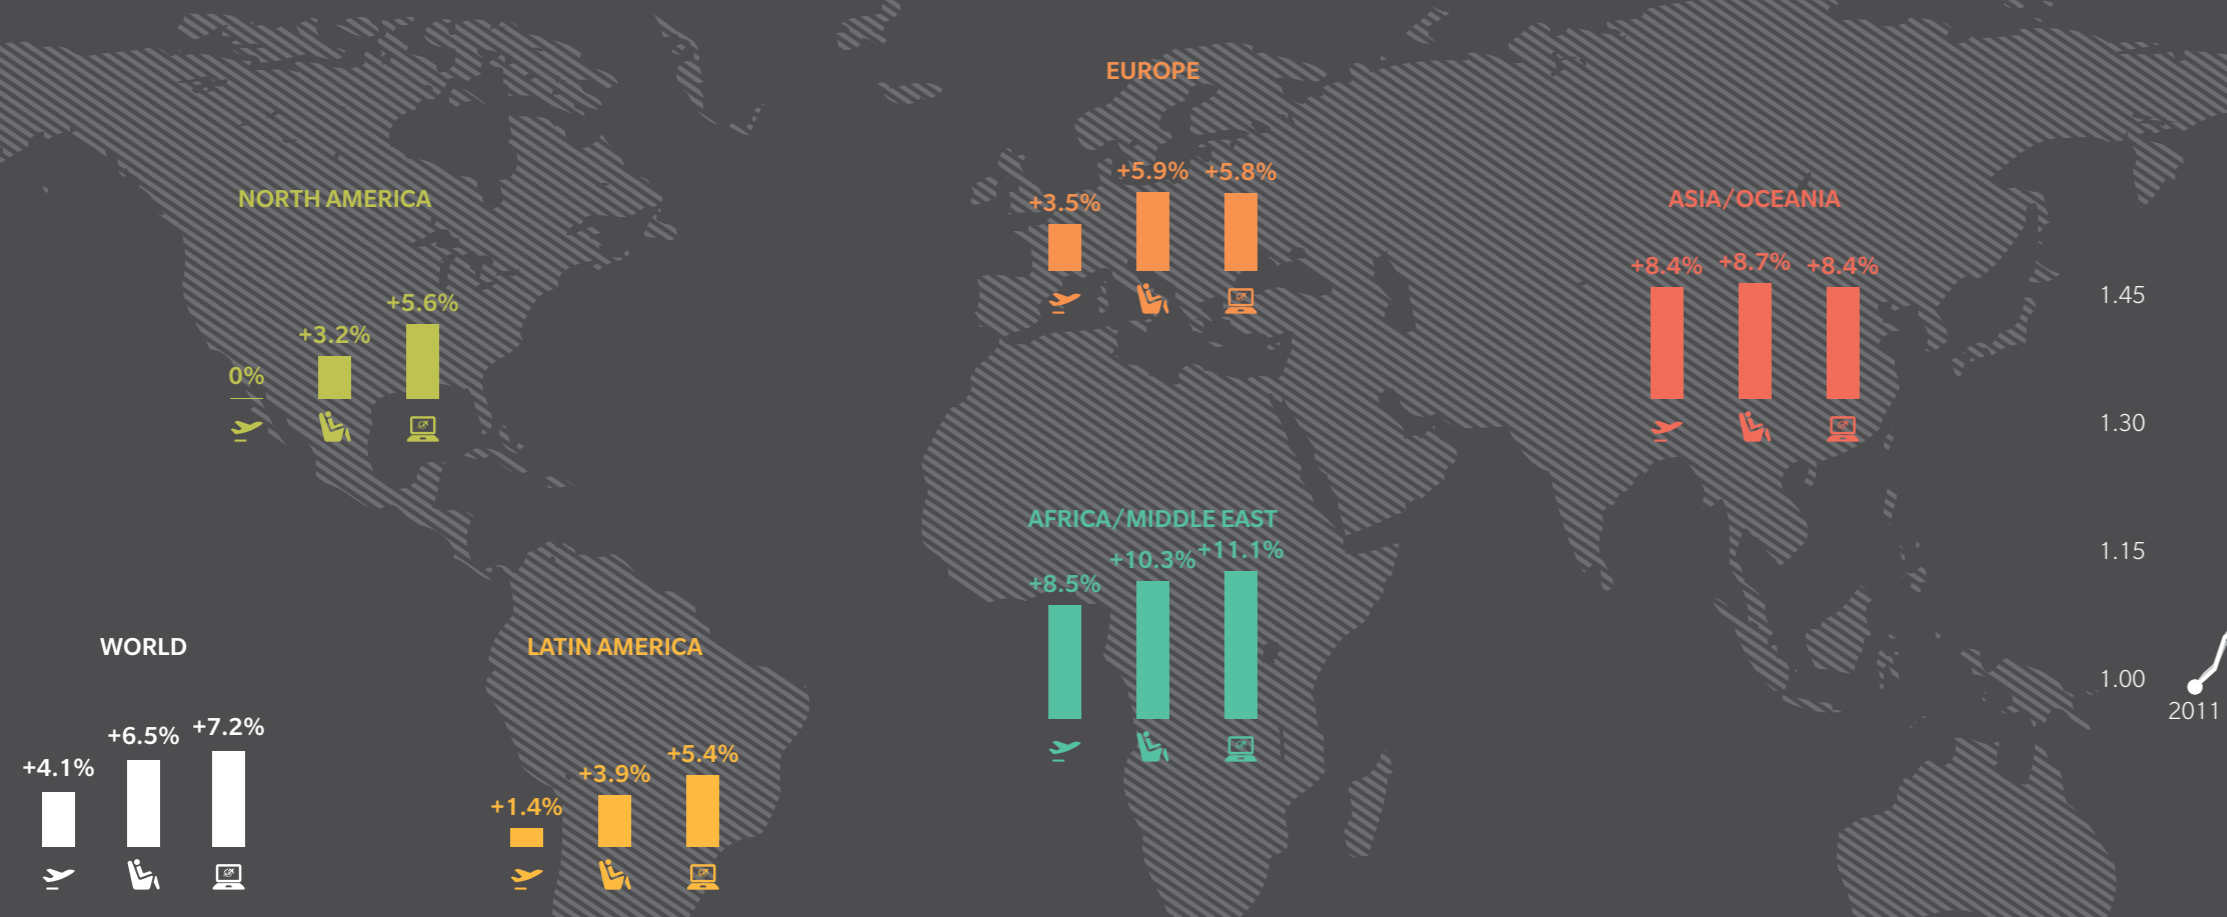 EUROPE
+3.5% +5.9% +5.8%
NORTH AMERICA
0% +3.2% +5.6%
ASIA/OCEANIA
+8.4% +8.7% +8.4%
AFRICA/MIDDLE EAST
+8.5% +10.3% +11.1%
WORLD
+4.1% +6.5% +7.2%
LATIN AMERICA
+1.4% +3.9% +5.4%
1.45
1.30
1.15
1.00
2011